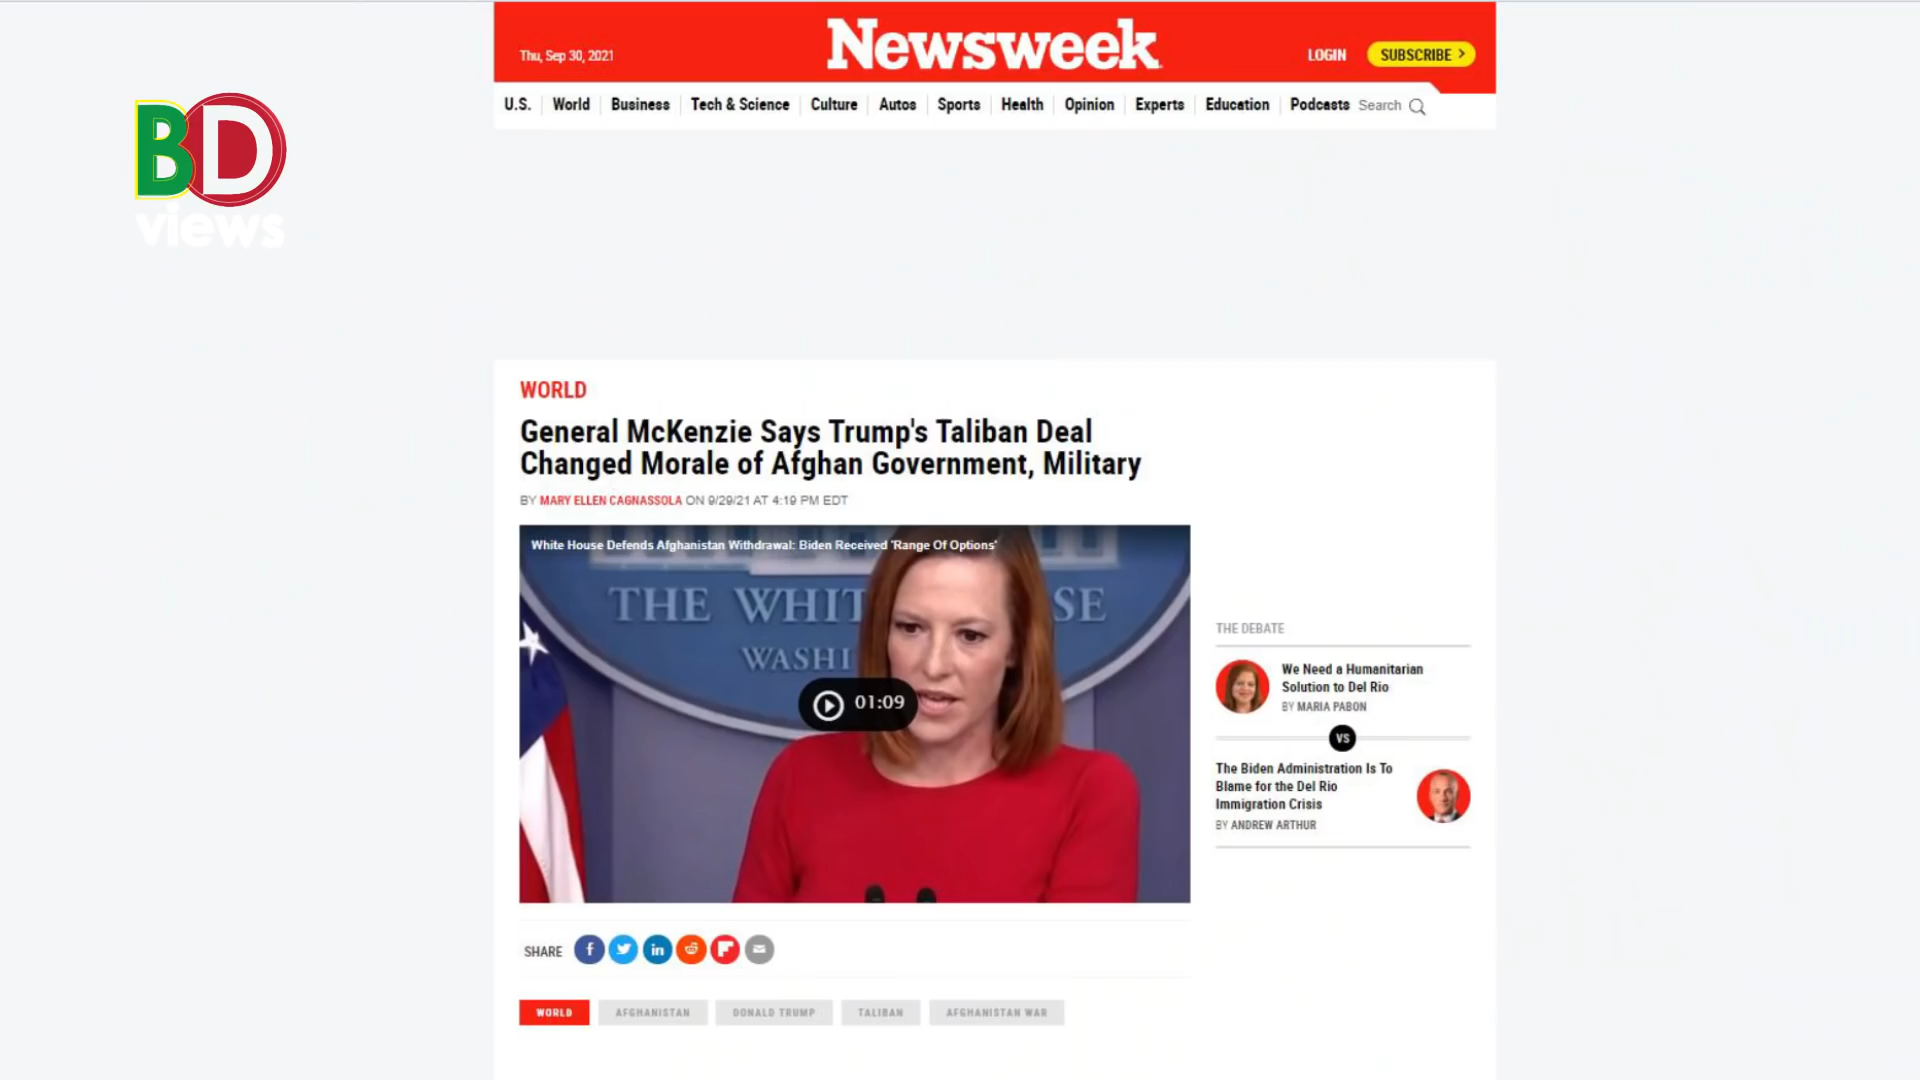 Newsweek
Thu, Sep 30, 2021
LOGIN
SUBSCRIBE >
U.S. World Business Tech & Science Culture Autos Sports Health Opinion Experts Education Podcasts Search
BD
views
WORLD
General McKenzie Says Trump's Taliban Deal
Changed Morale of Afghan Government, Military
BY MARY ELLEN CAGNASSOLA ON 9/29/21 AT 4:19 PM EDT
White House Defends Afghanistan Withdrawal: Biden Received 'Range Of Options'
THE WHIT SE
WASHI
01:09
THE DEBATE
We Need a Humanitarian
Solution to Del Rio
BY MARIA PABON
VS
The Biden Administration Is To
Blame for the Del Rio
Immigration Crisis
BY ANDREW ARTHUR
SHARE
WORLD AFGHANISTAN DONALD TRUMP TALIBAN AFGHANISTAN WAR